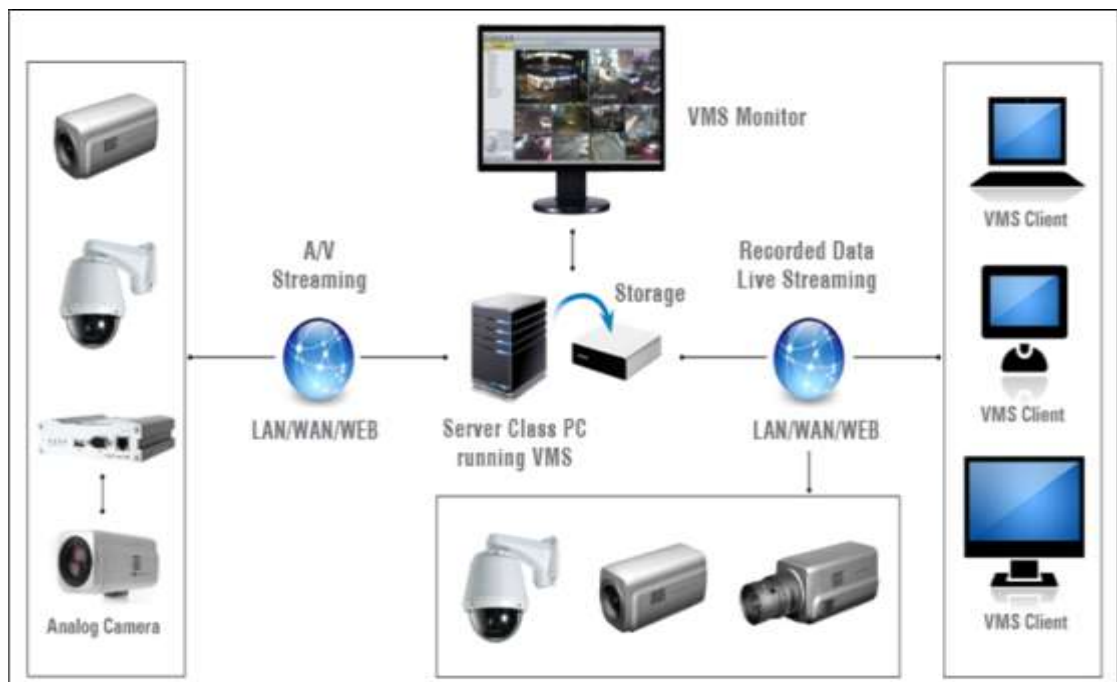 VMS Monitor
A/V
Streaming
Recorded Data
Live Streaming
Storage
VMS Client
VMS Client
LAN/WAN/WEB
Server Class PC
running VMS
LAN/WAN/WEB
Analog Camera
VMS Client